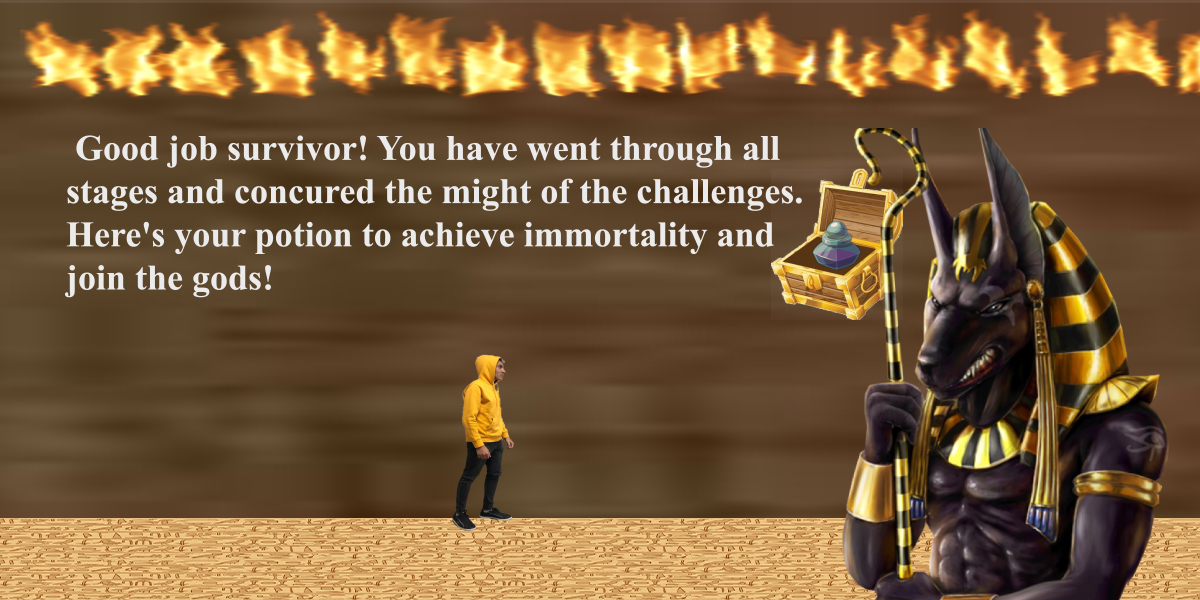 Good job survivor! You have went through all
stages and concured the might of the challenges.
Here's your potion to achieve immortality and
join the gods!